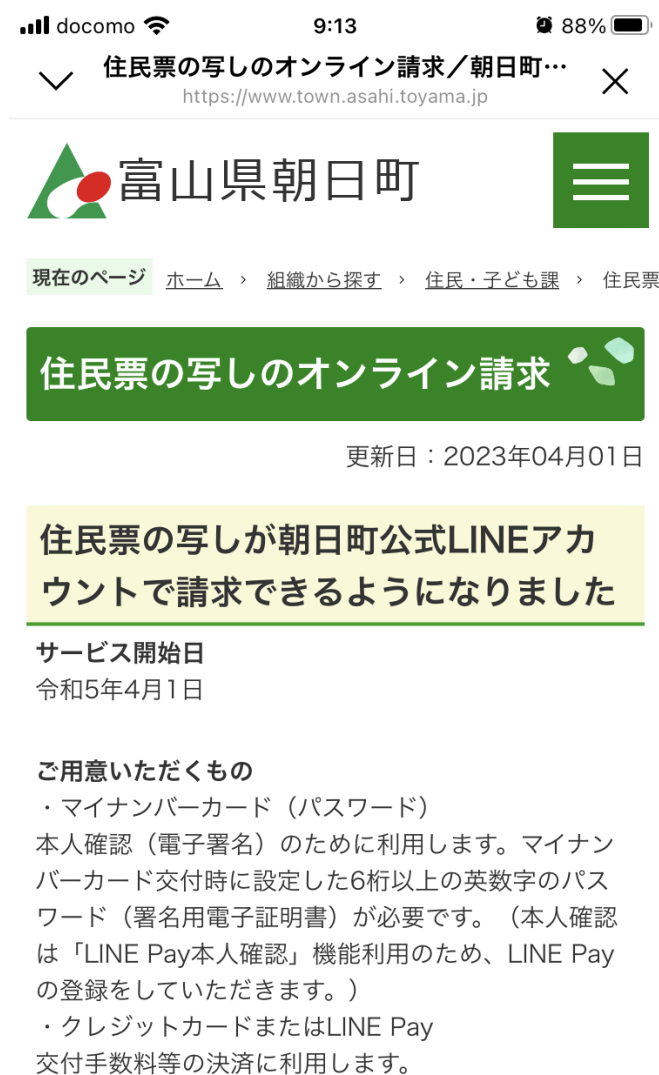 docomo 9:13 88%
住民票の写しのオンライン請求／朝日町…
https://www.town.asahi.toyama.jp
富山県朝日町
現在のページ ホーム › 組織から探す › 住民・子ども課 › 住民票
住民票の写しのオンライン請求
更新日：2023年04月01日
住民票の写しが朝日町公式LINEアカ
ウントで請求できるようになりました
サービス開始日
令和5年4月1日
ご用意いただくもの
・マイナンバーカード（パスワード）
本人確認（電子署名）のために利用します。マイナン
バーカード交付時に設定した6桁以上の英数字のパス
ワード（署名用電子証明書）が必要です。（本人確認
は「LINE Pay本人確認」機能利用のため、LINE Pay
の登録をしていただきます。）
・クレジットカードまたはLINE Pay
交付手数料等の決済に利用します。